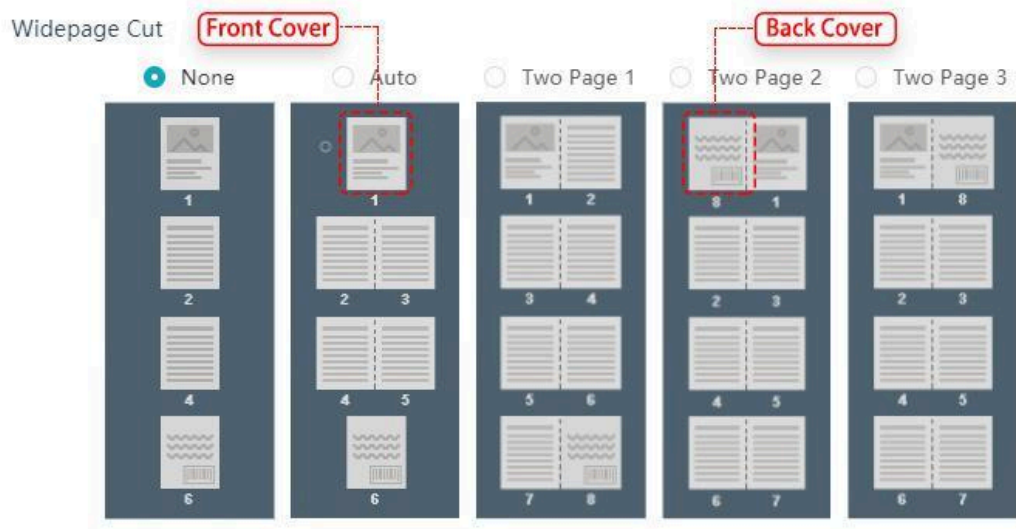 Widepage Cut
Front Cover
Back Cover
None
Auto
Two Page 1
Two Page 2
Two Page 3
1
1
1 2
8 1
1 8
2
2 3
3 4
2 3
2 3
4
4 5
5 6
4 5
4 5
6
6
7 8
6 7
6 7